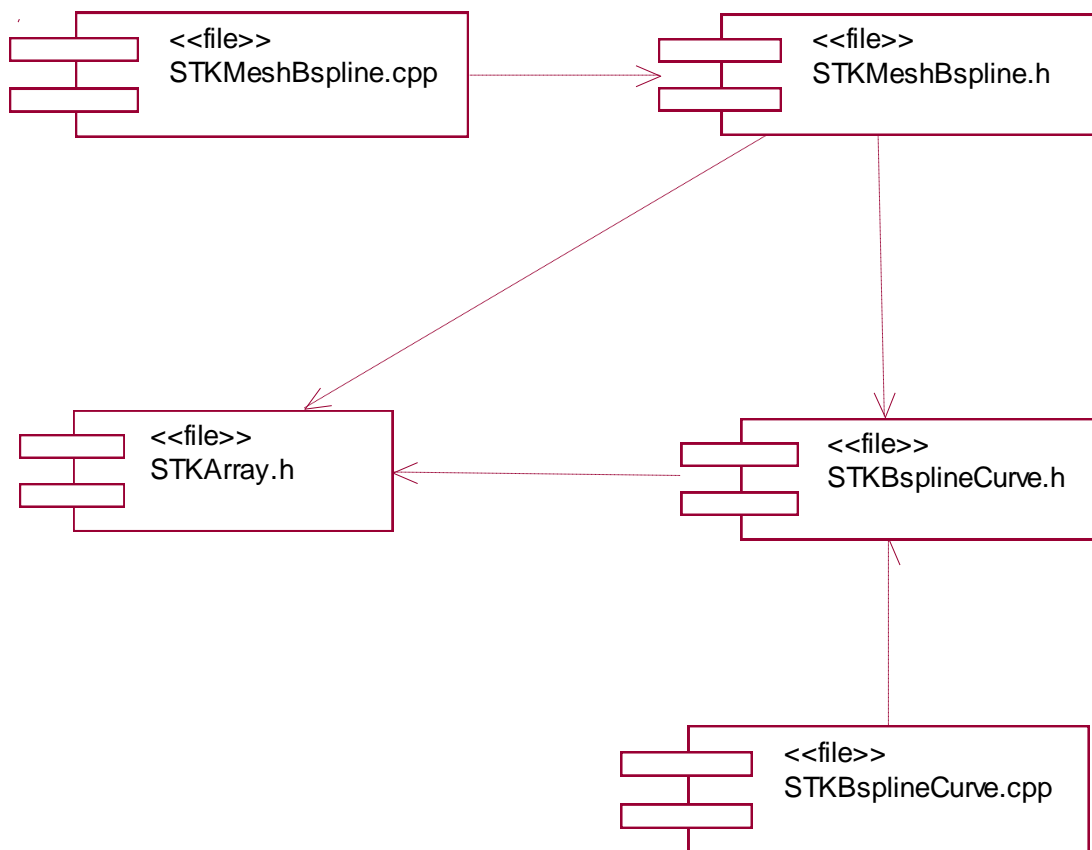 <<file>>
STKMeshBspline.cpp
<<file>>
STKMeshBspline.h
<<file>>
STKArray.h
<<file>>
STKBsplineCurve.h
<<file>>
STKBsplineCurve.cpp